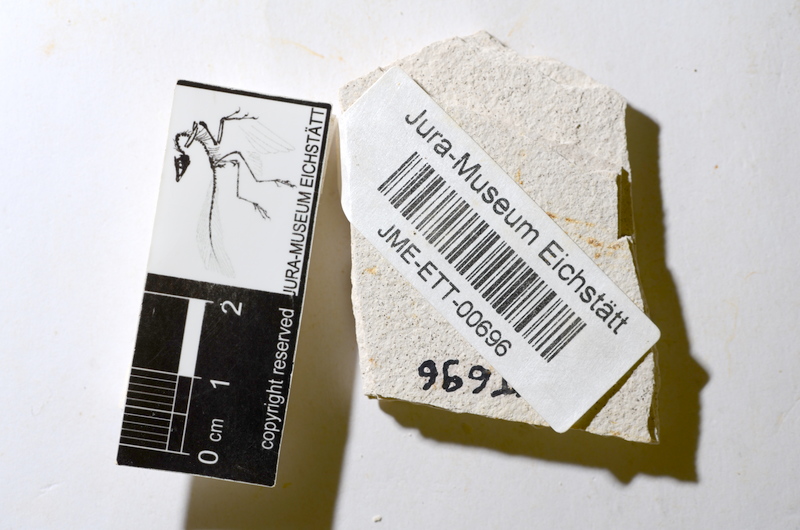 JURA-MUSEUM EICHSTÄTT
copyright reserved
0 cm 1 2
Jura-Museum Eichstätt
JME-ETT-00696